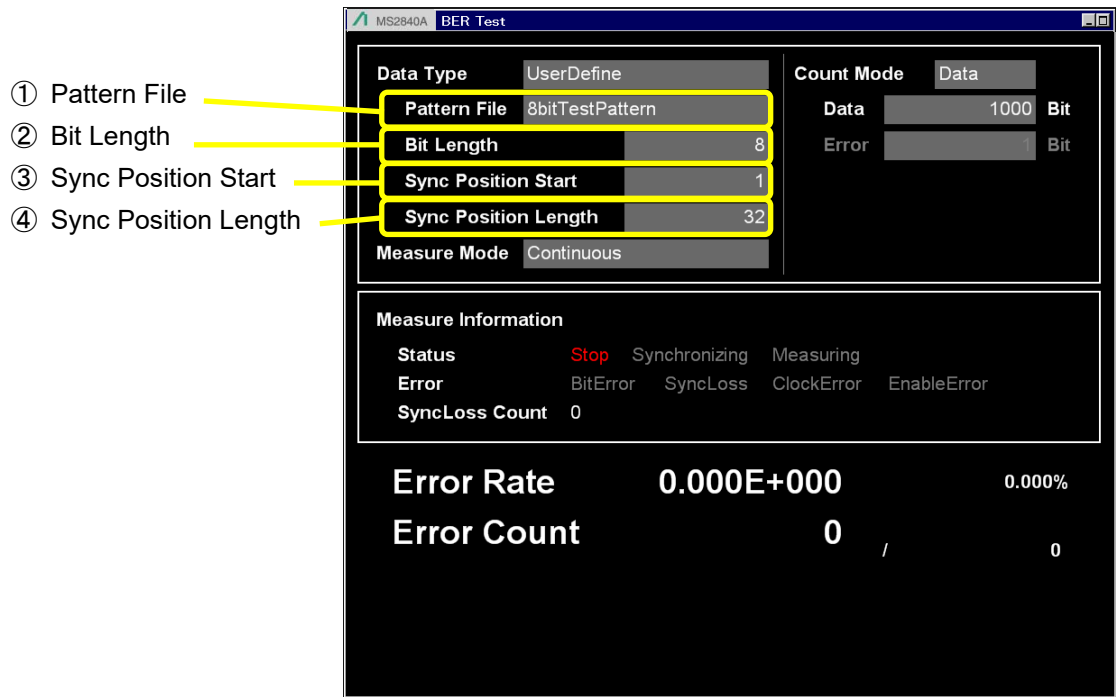 MS2840A BER Test
① Pattern File
② Bit Length
③ Sync Position Start
④ Sync Position Length
Data Type UserDefine
Pattern File 8bitTestPattern
Bit Length 8
Sync Position Start 1
Sync Position Length 32
Measure Mode Continuous
Count Mode Data
Data 1000 Bit
Error 1 Bit
Measure Information
Status Stop Synchronizing Measuring
Error BitError SyncLoss ClockError EnableError
SyncLoss Count 0
Error Rate 0.000E+000 0.000%
Error Count 0 / 0